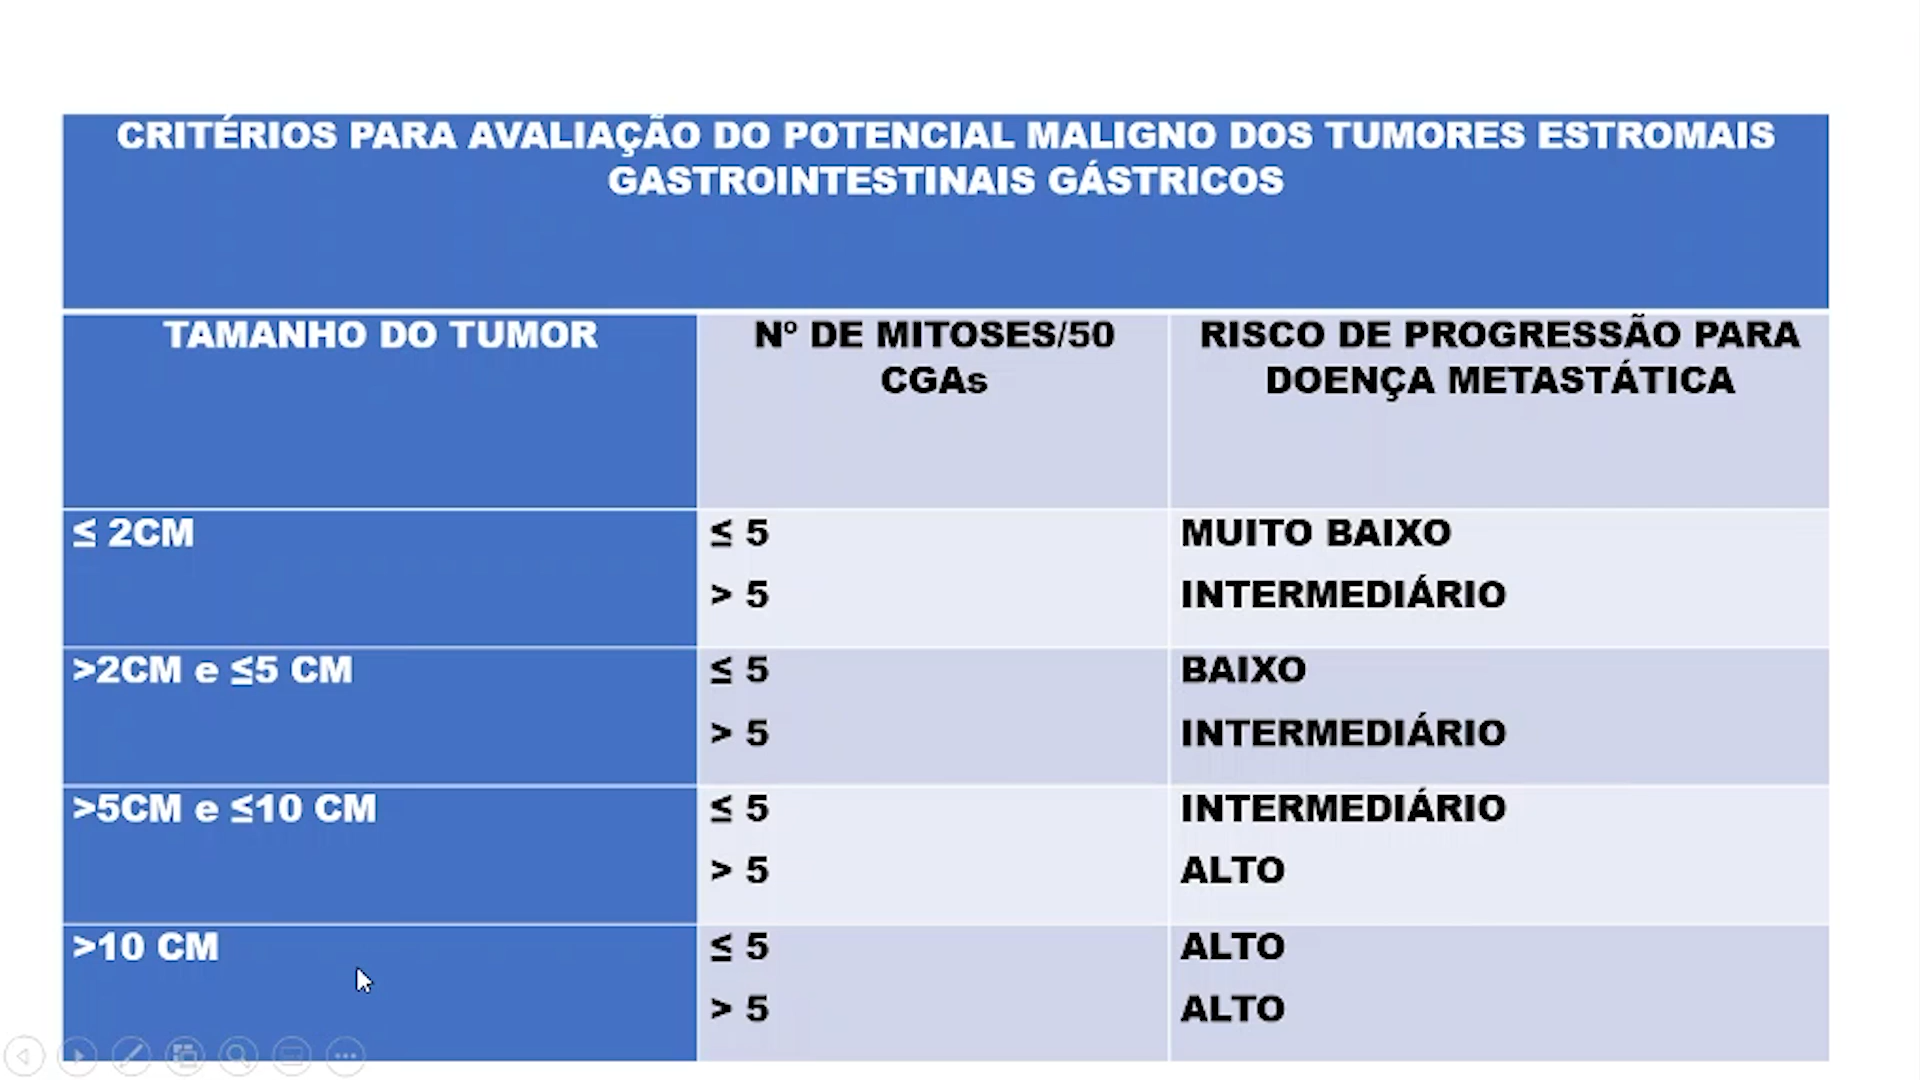 CRITÉRIOS PARA AVALIAÇÃO DO POTENCIAL MALIGNO DOS TUMORES ESTROMAIS
GASTROINTESTINAIS GÁSTRICOS
TAMANHO DO TUMOR
Nº DE MITOSES/50
CGAs
RISCO DE PROGRESSÃO PARA
DOENÇA METASTÁTICA
≤ 2CM
≤ 5
MUITO BAIXO
> 5
INTERMEDIÁRIO
>2CM e ≤5 CM
≤ 5
BAIXO
> 5
INTERMEDIÁRIO
>5CM e ≤10 CM
≤ 5
INTERMEDIÁRIO
> 5
ALTO
>10 CM
≤ 5
ALTO
> 5
ALTO